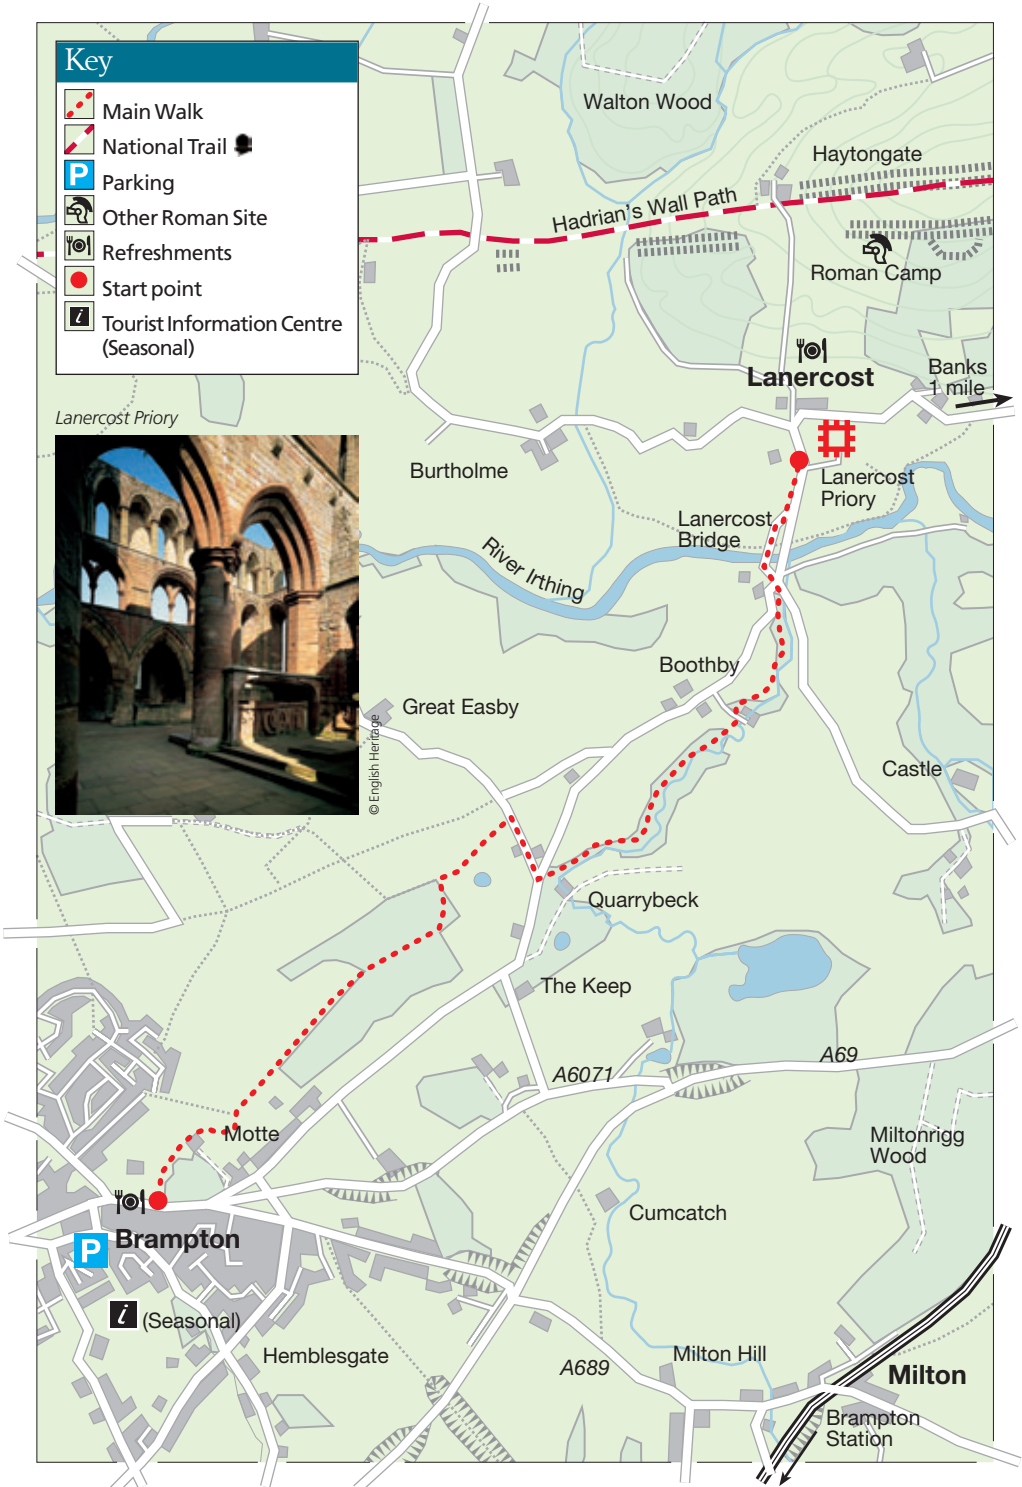 Key
Main Walk
National Trail
P
Parking
Other Roman Site
Refreshments
Start point
i
Tourist Information Centre
(Seasonal)
Walton Wood
Haytongate
Hadrian's Wall Path
Roman Camp
Lanercost
Banks
1 mile
Lanercost Priory
© English Heritage
Burtholme
Lanercost
Priory
Lanercost
Bridge
River Irthing
Boothby
Great Easby
Castle
Quarrybeck
The Keep
A69
A6071
Motte
Miltonrigg
Wood
Cumcatch
Brampton
P
i
(Seasonal)
Hemblesgate
A689
Milton Hill
Milton
Brampton
Station